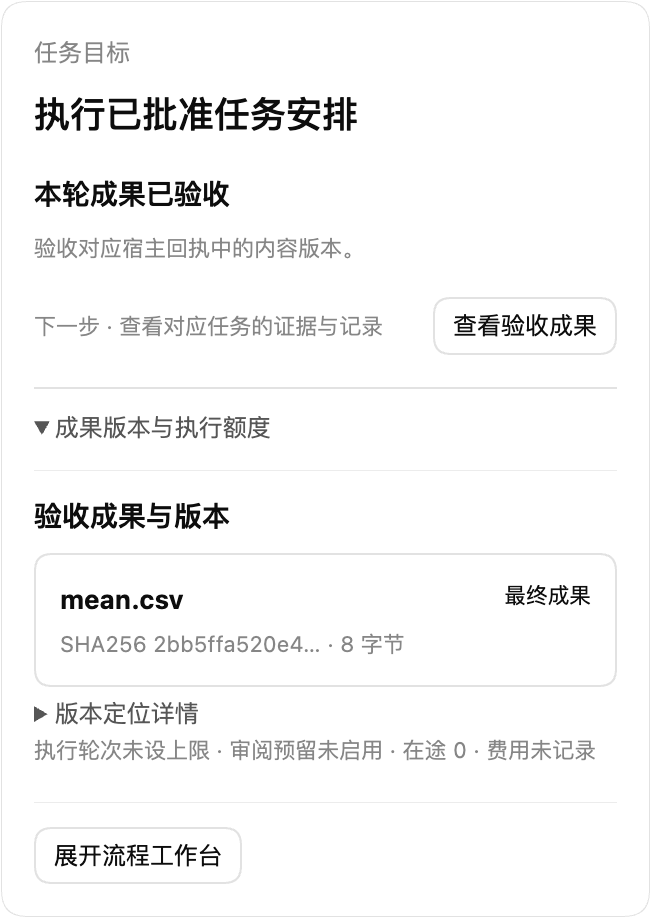 任务目标
执行已批准任务安排
本轮成果已验收
验收对应宿主回执中的内容版本。
下一步 · 查看对应任务的证据与记录
查看验收成果
▼成果版本与执行额度
验收成果与版本
mean.csv
最终成果
SHA256 2bb5ffa520e4... · 8 字节
▶ 版本定位详情
执行轮次未设上限 · 审阅预留未启用 · 在途 0 · 费用未记录
展开流程工作台